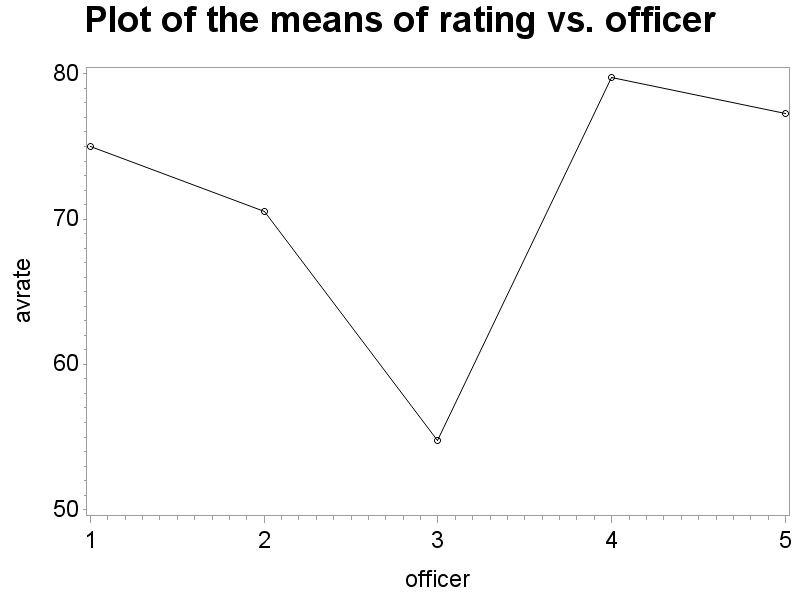 Plot of the means of rating vs. officer
80
70
60
50
avrate
1 2 3 4 5
officer